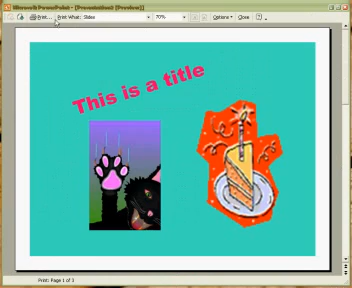 Microsoft PowerPoint - [Presentation2 (Preview)]
Print... Print What: Slides 70% Options Close
This is a title
Print: Page 1 of 3